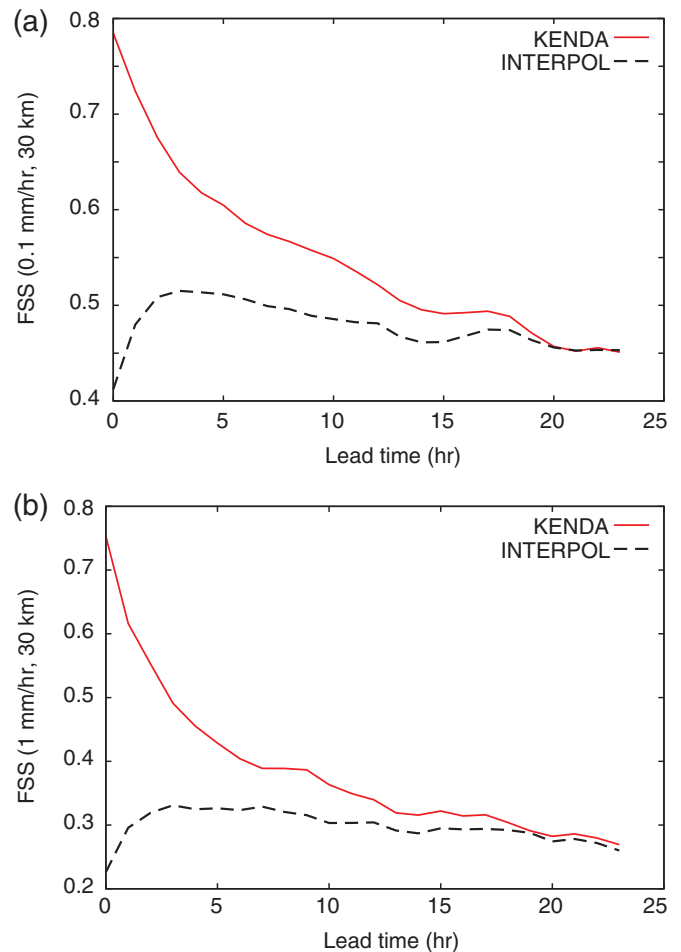 (a)
0.8
KENDA
INTERPOL
0.7
0.6
0.5
0.4
FSS (0.1 mm/hr, 30 km)
0 5 10 15 20 25
Lead time (hr)
(b)
0.8
KENDA
INTERPOL
0.7
0.6
0.5
0.4
0.3
0.2
FSS (1 mm/hr, 30 km)
0 5 10 15 20 25
Lead time (hr)